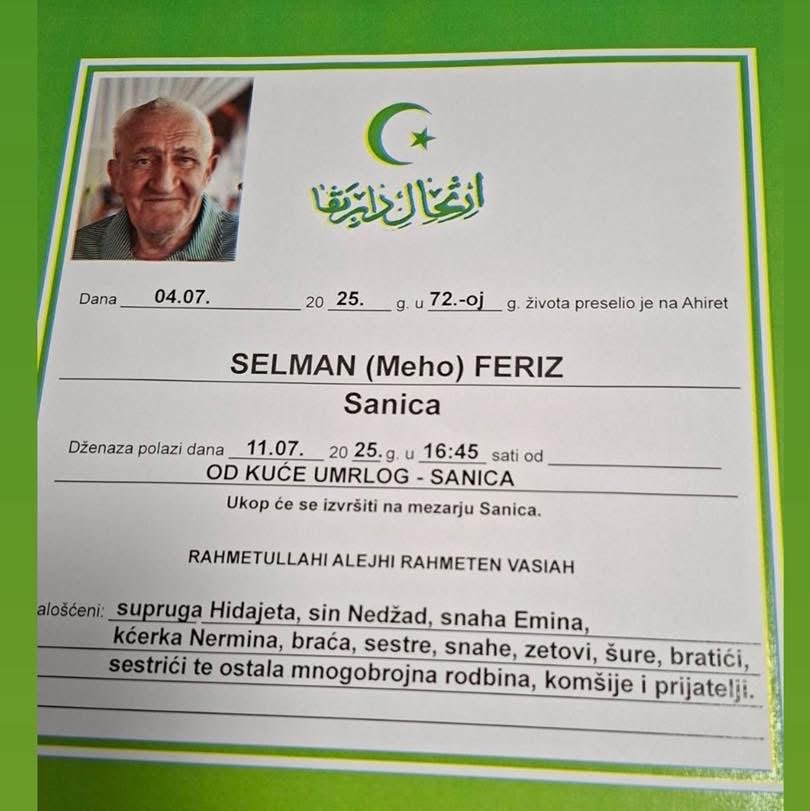 ارتحال دار بقا
Dana 04.07. 20 25. g. u 72.-oj g. života preselio je na Ahiret
SELMAN (Meho) FERIZ
Sanica
Dženaza polazi dana 11.07. 20 25. g. u 16:45 sati od
OD KUĆE UMRLOG - SANICA
Ukop će se izvršiti na mezarju Sanica.
RAHMETULLAHI ALEJHI RAHMETEN VASIAH
alošćeni: supruga Hidajeta, sin Nedžad, snaha Emina,
kćerka Nermina, braća, sestre, snahe, zetovi, šure, bratići,
sestrići te ostala mnogobrojna rodbina, komšije i prijatelji.